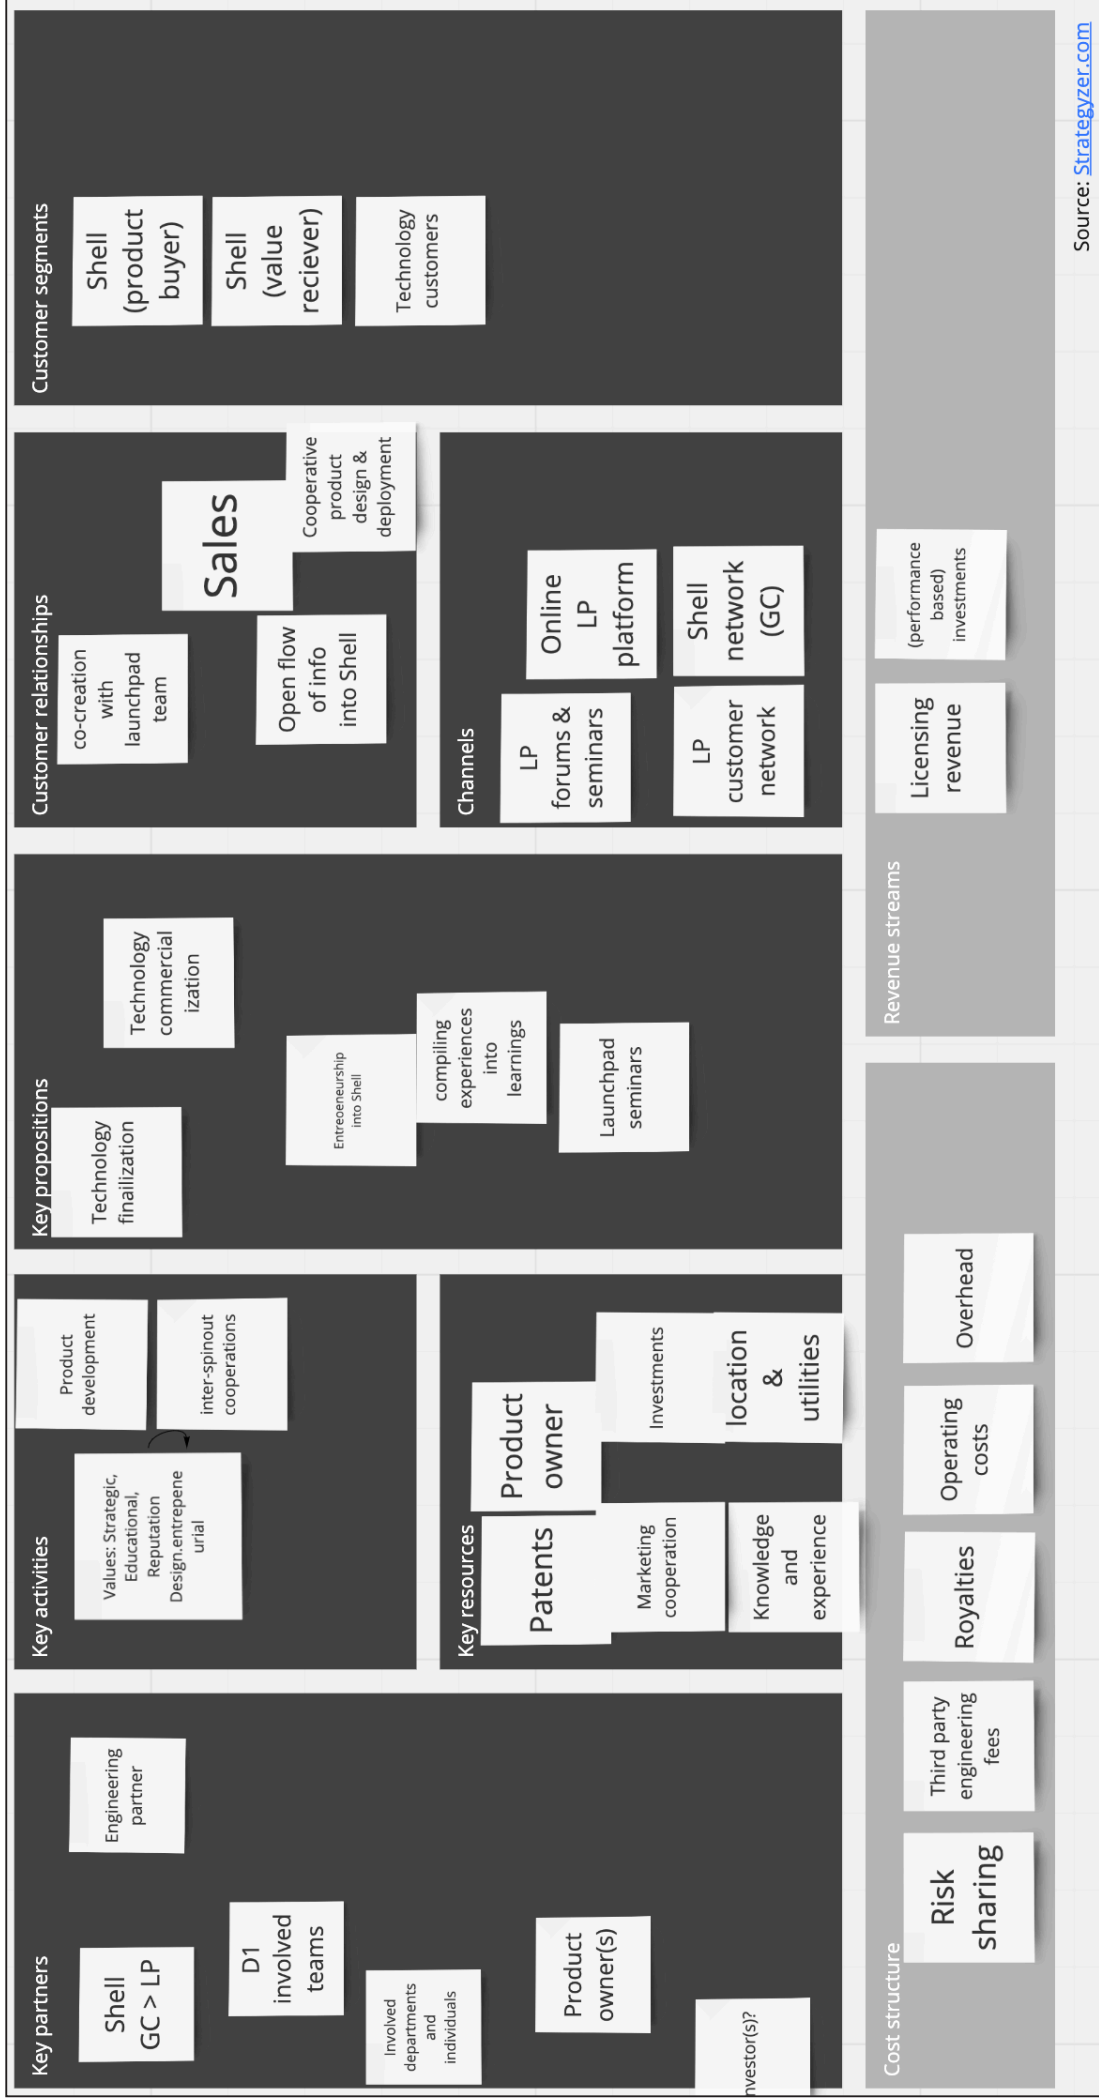 Key partners
Shell
GC > LP
Engineering
partner
D1
involved
teams
Involved
departments
and
individuals
Product
owner(s)
nvestor(s)?
Key activities
Values: Strategic,
Educational,
Reputation
Design.entrepene
urial
Product
development
inter-spinout
cooperations
Key resources
Patents
Product
owner
Marketing
cooperation
Investments
Knowledge
and
experience
location
&
utilities
Key propositions
Technology
finailization
Technology
commercial
ization
Entreoeneurship
into Shell
compiling
experiences
into
learnings
Launchpad
seminars
Customer relationships
co-creation
with
launchpad
team
Sales
Open flow
of info
into Shell
Cooperative
product
design &
deployment
Channels
LP
forums &
seminars
Online
LP
platform
LP
customer
network
Shell
network
(GC)
Customer segments
Shell
(product
buyer)
Shell
(value
reciever)
Technology
customers
Cost structure
Risk
sharing
Third party
engineering
fees
Royalties
Operating
costs
Overhead
Revenue streams
Licensing
revenue
(performance
based)
investments
Source: Strategyzer.com